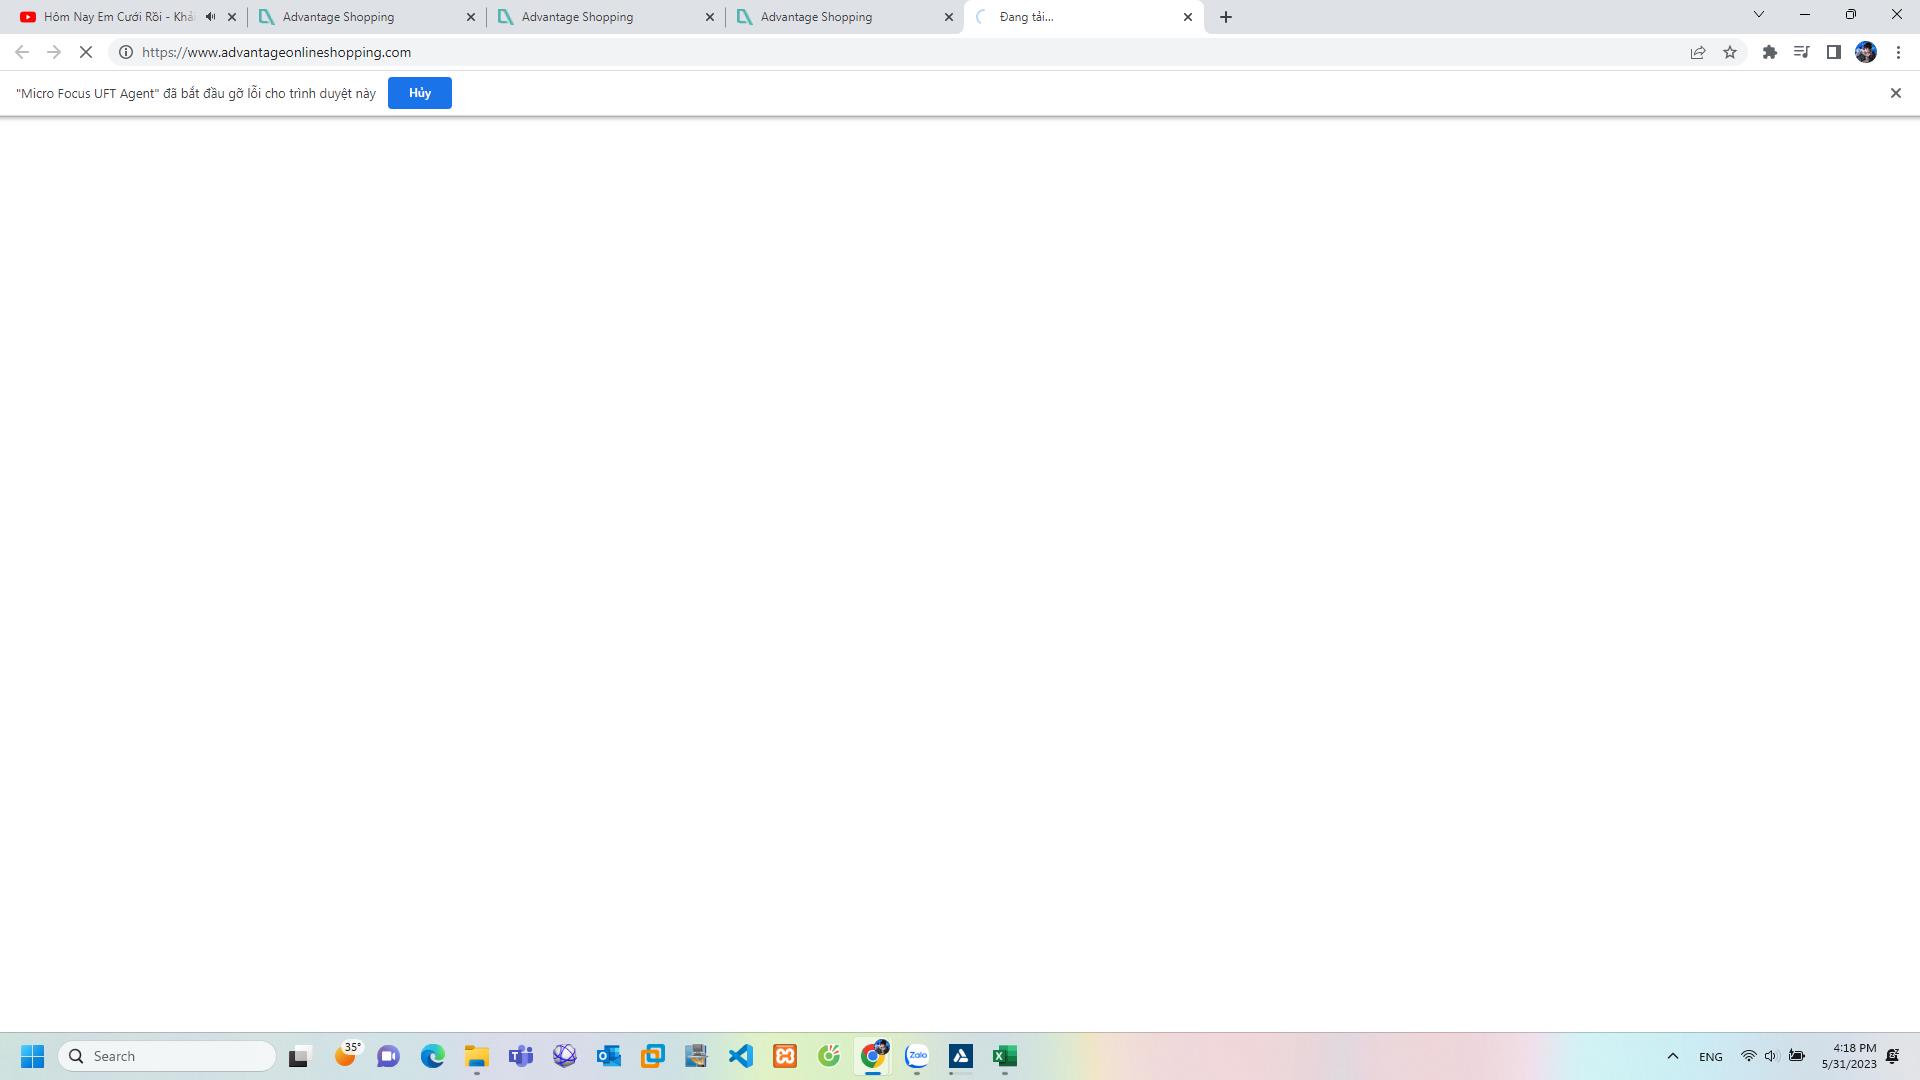 Hôm Nay Em Cưới Rồi - Khải
Advantage Shopping
Advantage Shopping
Advantage Shopping
Đang tải...
https://www.advantageonlineshopping.com
"Micro Focus UFT Agent" đã bắt đầu gỡ lỗi cho trình duyệt này
Hủy
35°
Search
Zalo
ENG
4:18 PM
5/31/2023